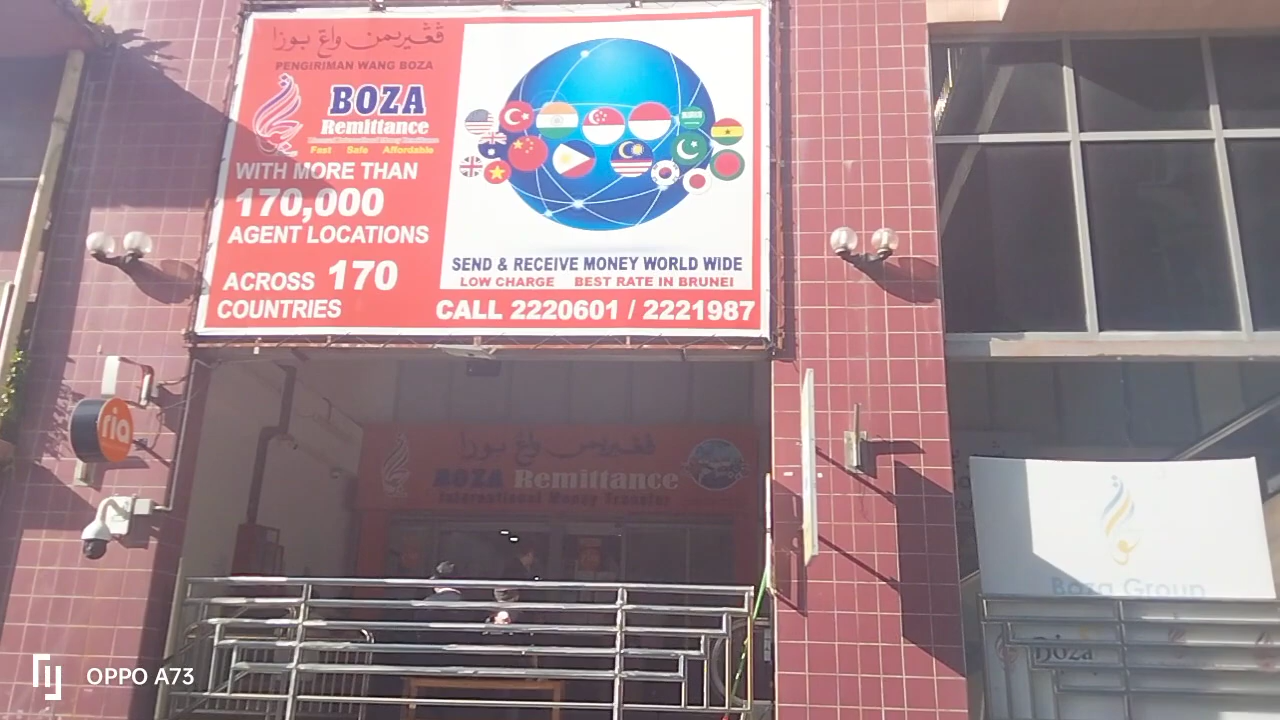 ڤڠيريمن واڠ بوزا
PENGIRIMAN WANG BOZA
BOZA
Remittance
Fast Safe Affordable
WITH MORE THAN
170,000
AGENT LOCATIONS
ACROSS 170
COUNTRIES
SEND & RECEIVE MONEY WORLD WIDE
LOW CHARGE BEST RATE IN BRUNEI
CALL 2220601 / 2221987
ria
ڤڠيريمن واڠ بوزا
BOZA Remittance
International Money Transfer
Boza Group
Boza
OPPO A73